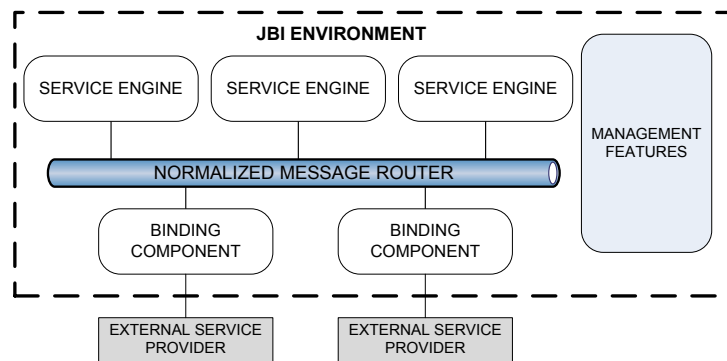 JBI ENVIRONMENT
SERVICE ENGINE
SERVICE ENGINE
SERVICE ENGINE
MANAGEMENT
FEATURES
NORMALIZED MESSAGE ROUTER
BINDING
COMPONENT
BINDING
COMPONENT
EXTERNAL SERVICE
PROVIDER
EXTERNAL SERVICE
PROVIDER